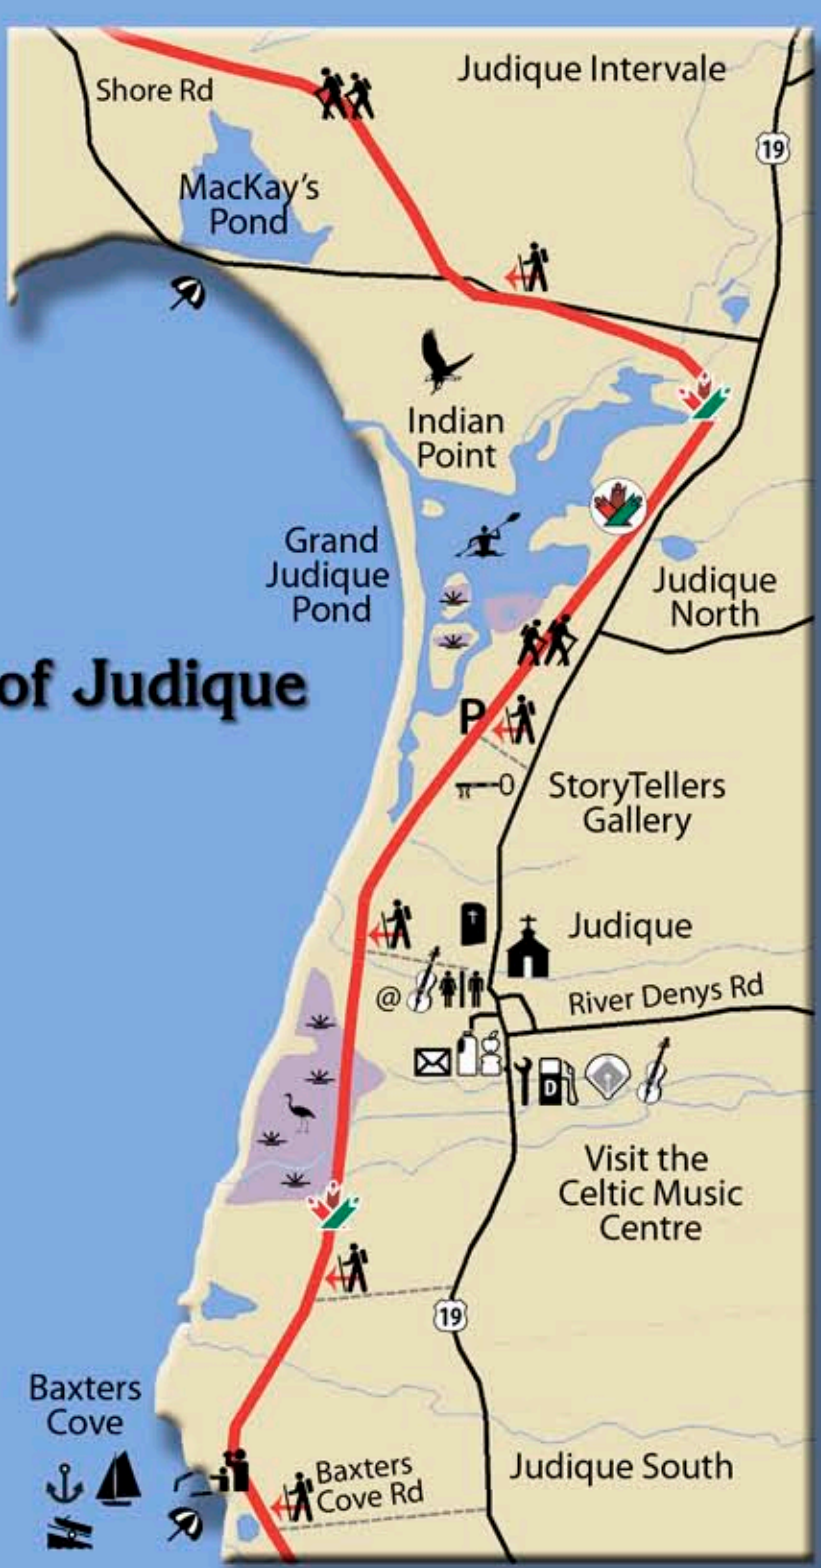 Judique Intervale
Shore Rd
19
MacKay's
Pond
Indian
Point
Grand
Judique
Pond
Judique
North
of Judique
P
StoryTellers
Gallery
Judique
@
River Denys Rd
D
Visit the
Celtic Music
Centre
19
Baxters
Cove
Baxters
Cove Rd
Judique South